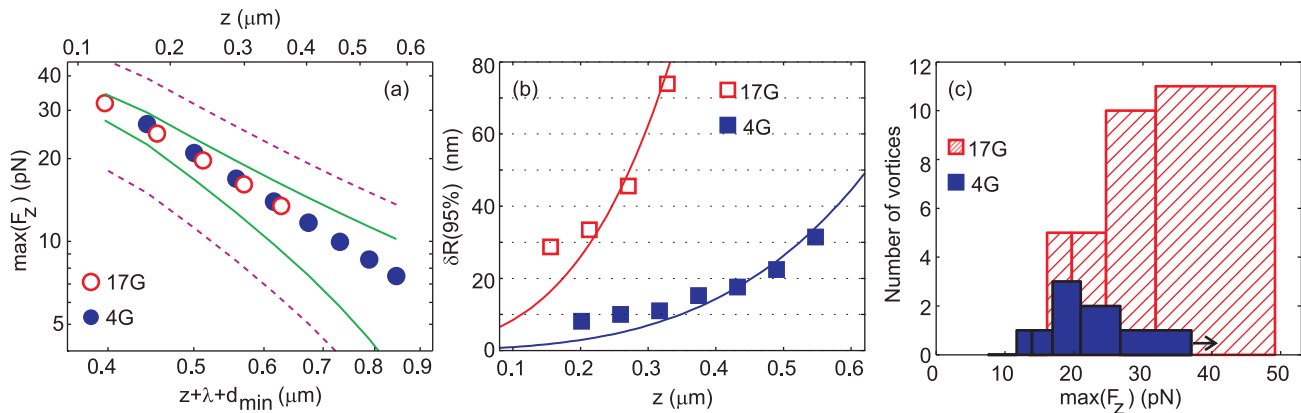 z (μm)
0.1 0.2 0.3 0.4 0.5 0.6
max(F_z) (pN)
40
30
20
10
5
(a)
17G
4G
0.4 0.5 0.6 0.7 0.8 0.9
z+λ+d_min (μm)
δR(95%) (nm)
80
60
40
20
0
(b)
17G
4G
0.1 0.2 0.3 0.4 0.5 0.6
z (μm)
Number of vortices
12
10
8
6
4
2
0
(c)
17G
4G
0 10 20 30 40 50
max(F_z) (pN)